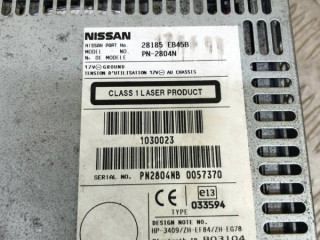 NISSAN
NISSAN PART No. 28185 EB45B
MODEL NO. PN-2804N
No DE MODELE
12V⎓GROUND
TENSION D'UTILISATION 12V⎓ AU CHASSIS
CLASS 1 LASER PRODUCT
1030023
SERIAL NO. PN2804NB 0057370
C E TYPE e13 033594
DESIGN NOTE NO.
HP-3409/ZH-EF84/ZH-EG78